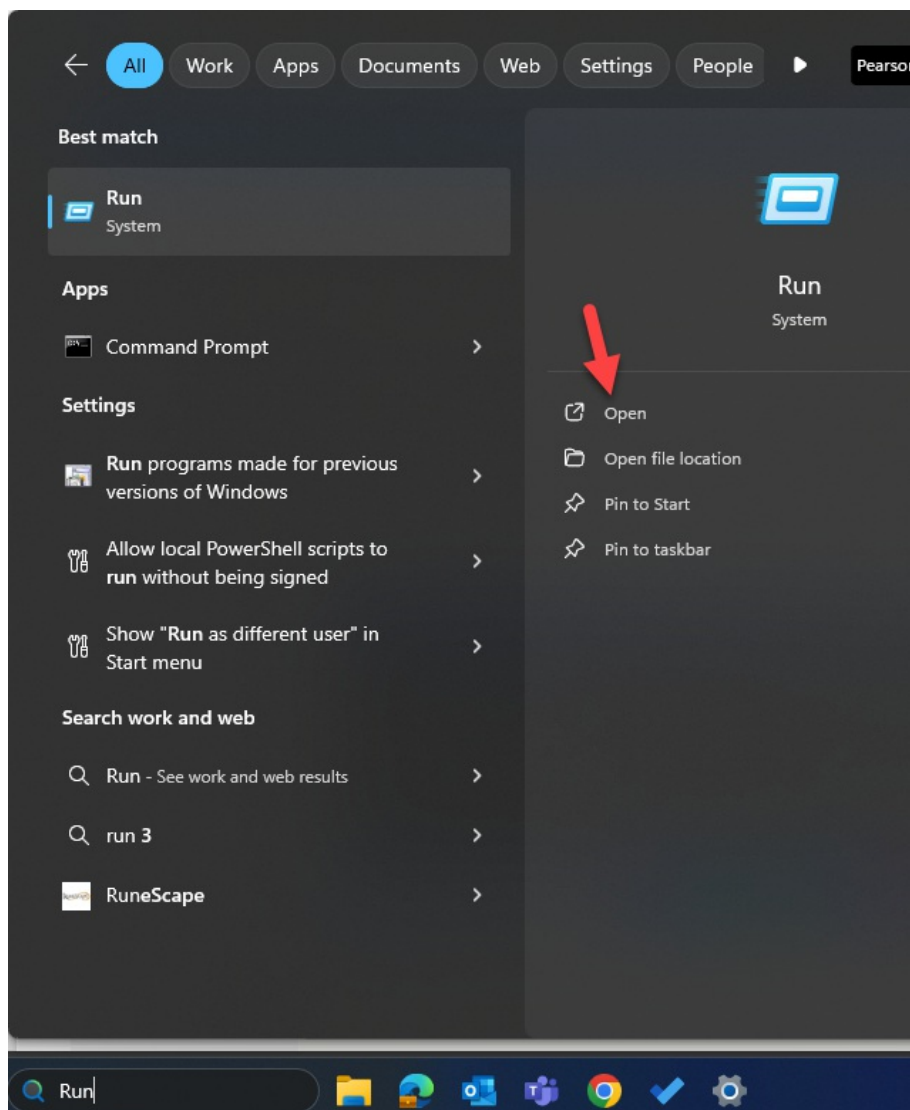 All Work Apps Documents Web Settings People
Best match
Run
System
Apps
Command Prompt
Settings
Run programs made for previous
versions of Windows
Allow local PowerShell scripts to
run without being signed
Show "Run as different user" in
Start menu
Search work and web
Run - See work and web results
run 3
RuneScape
Run
System
Open
Open file location
Pin to Start
Pin to taskbar
Run